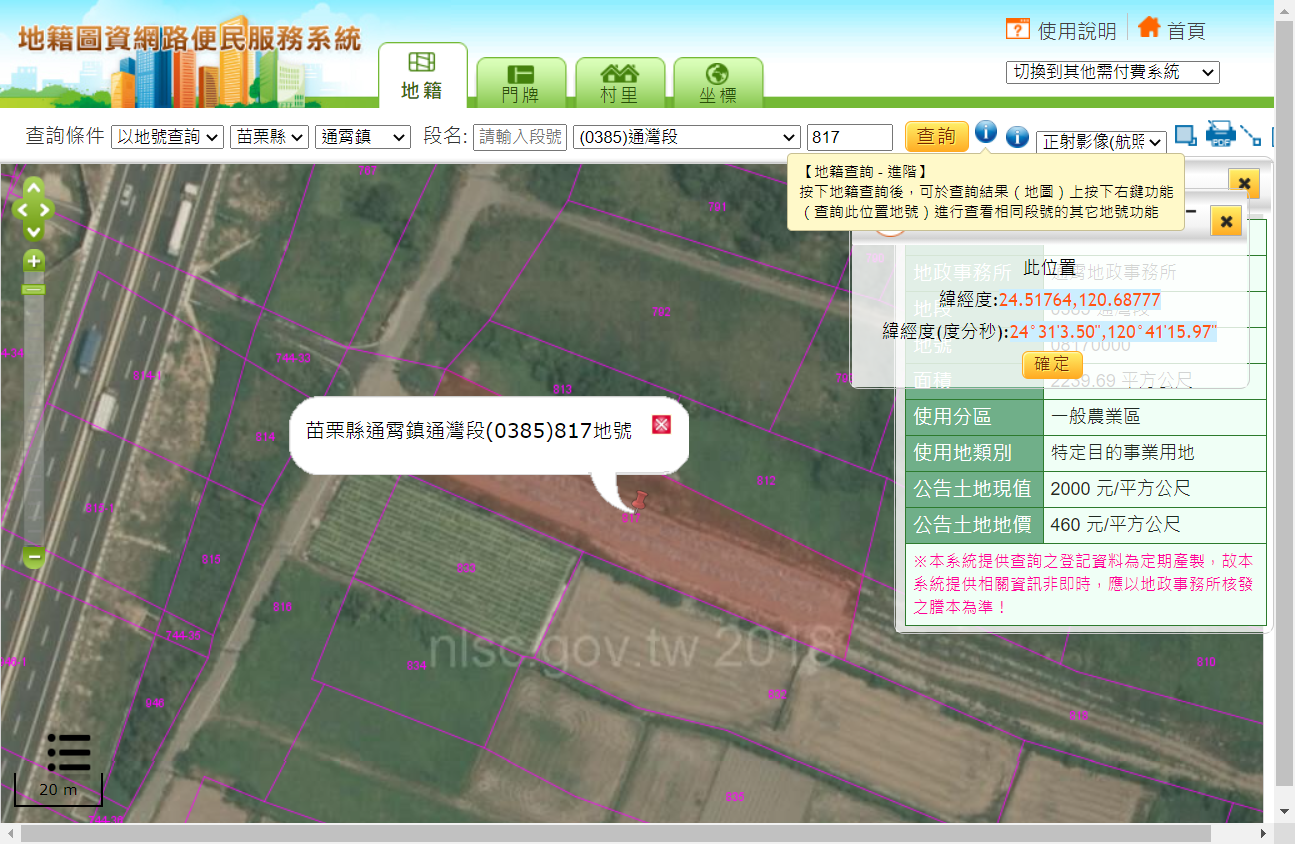 地籍圖資網路便民服務系統
使用說明
首頁
切換到其他需付費系統
地籍
門牌
村里
坐標
查詢條件 以地號查詢 苗栗縣 通霄鎮 段名: 請輸入段號 (0385)通灣段 817 查詢 正射影像(航照
PDF
【地籍查詢 - 進階】
按下地籍查詢後，可於查詢結果（地圖）上按下右鍵功能
（查詢此位置地號）進行查看相同段號的其它地號功能
此位置
緯經度:24.51764,120.68777
緯經度(度分秒):24°31'3.50",120°41'15.97"
確定
地政事務所 通霄地政事務所
地段 0385 通灣段
地號 08170000
面積 2259.69 平方公尺
使用分區 一般農業區
使用地類別 特定目的事業用地
公告土地現值 2000 元/平方公尺
公告土地地價 460 元/平方公尺
※本系統提供查詢之登記資料為定期產製，故本
系統提供相關資訊非即時，應以地政事務所核發
之謄本為準！
苗栗縣通霄鎮通灣段(0385)817地號
791
792
744-33
814-1
813
814
812
817
815-1
815
833
816
744-35
834
832
946
810
818
835
nlsc.gov.tw 2018
20 m